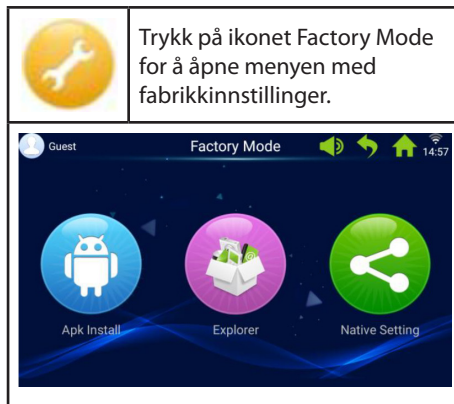 Trykk på ikonet Factory Mode
for å åpne menyen med
fabrikkinnstillinger.
Guest Factory Mode 14:57
Apk Install Explorer Native Setting